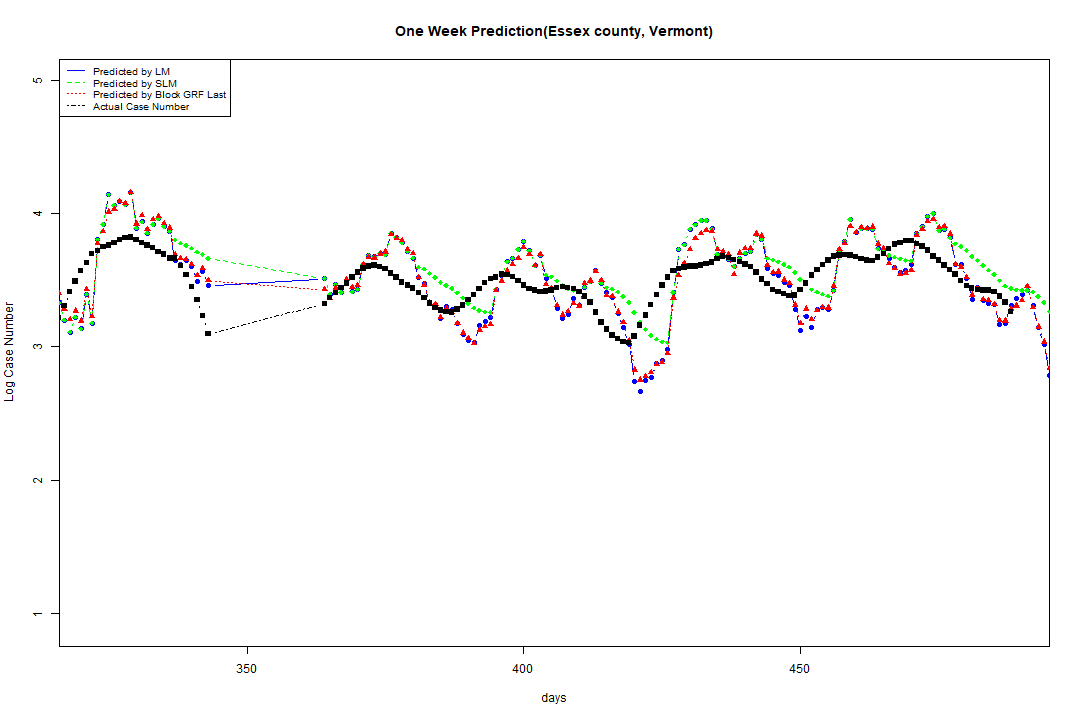 One Week Prediction(Essex county, Vermont)
Predicted by LM
Predicted by SLM
Predicted by Block GRF Last
Actual Case Number
5
4
3
2
1
Log Case Number
350 400 450
days